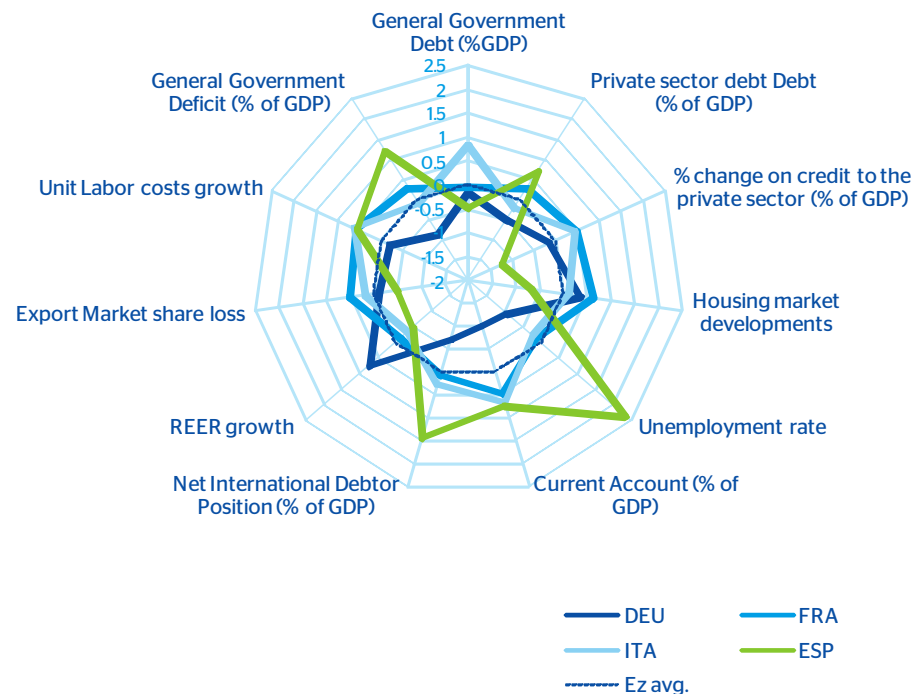 General Government
Debt (%GDP)
Private sector debt Debt
(% of GDP)
% change on credit to the
private sector (% of GDP)
Housing market
developments
Unemployment rate
Current Account (% of
GDP)
Net International Debtor
Position (% of GDP)
REER growth
Export Market share loss
Unit Labor costs growth
General Government
Deficit (% of GDP)
2.5
2
1.5
1
0.5
0
-0.5
-1
-1.5
-2
DEU
FRA
ITA
ESP
Ez avg.